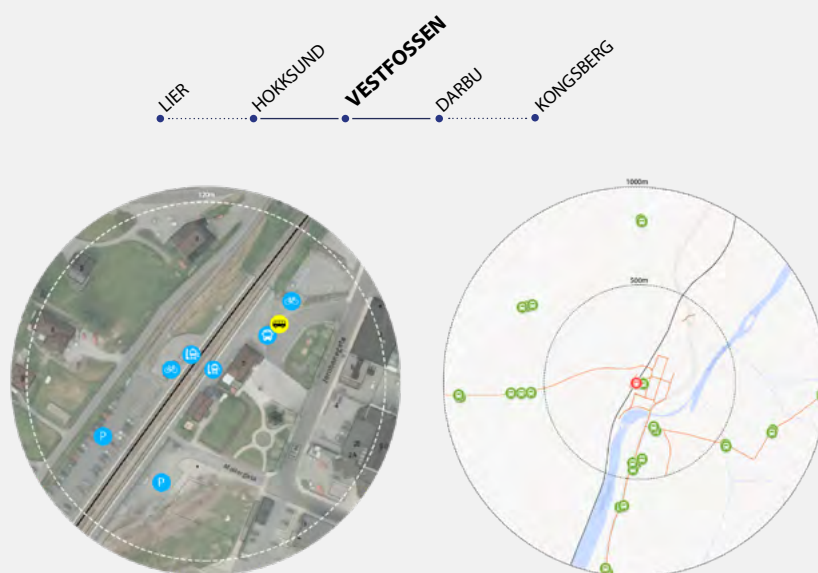 LIER
HOKKSUND
VESTFOSSEN
DARBU
KONGSBERG
120m
1000m
500m
P
P